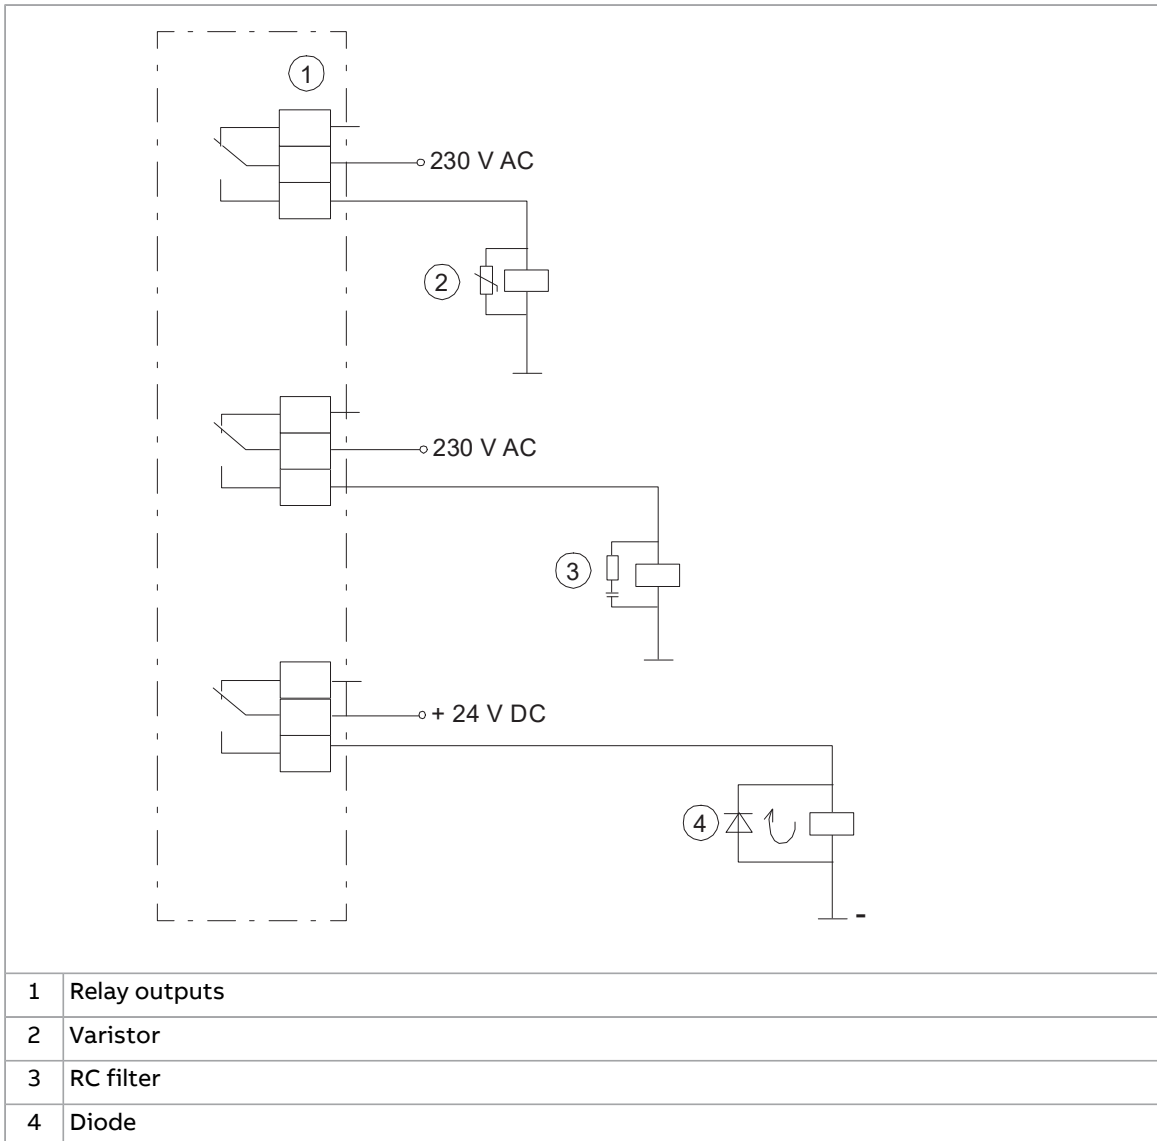 1
230 V AC
2
230 V AC
3
+ 24 V DC
4
-
1 Relay outputs
2 Varistor
3 RC filter
4 Diode